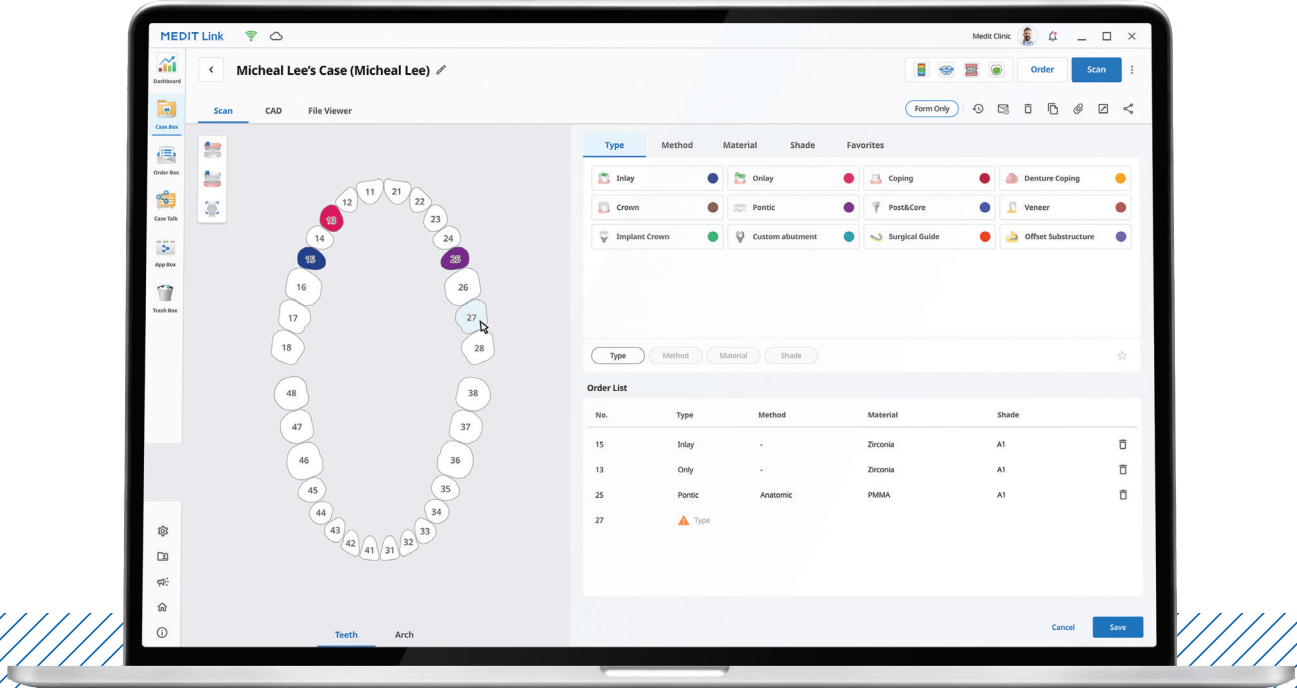 MEDIT Link
Medit Clinic
Dashboard
Micheal Lee's Case (Micheal Lee)
Order
Scan
Case Box
Order Box
Case Talk
App Box
Trash Box
Scan CAD File Viewer
Form Only
11 21
12 22
13 23
14 24
15 25
16 26
17 27
18 28
48 38
47 37
46 36
45 35
44 34
43 33
42 41 31 32
Teeth Arch
Type Method Material Shade Favorites
Inlay Onlay Coping Denture Coping
Crown Pontic Post&Core Veneer
Implant Crown Custom abutment Surgical Guide Offset Substructure
Type Method Material Shade
Order List
No. Type Method Material Shade
15 Inlay - Zirconia A1
13 Only - Zirconia A1
25 Pontic Anatomic PMMA A1
27 Type
Cancel Save